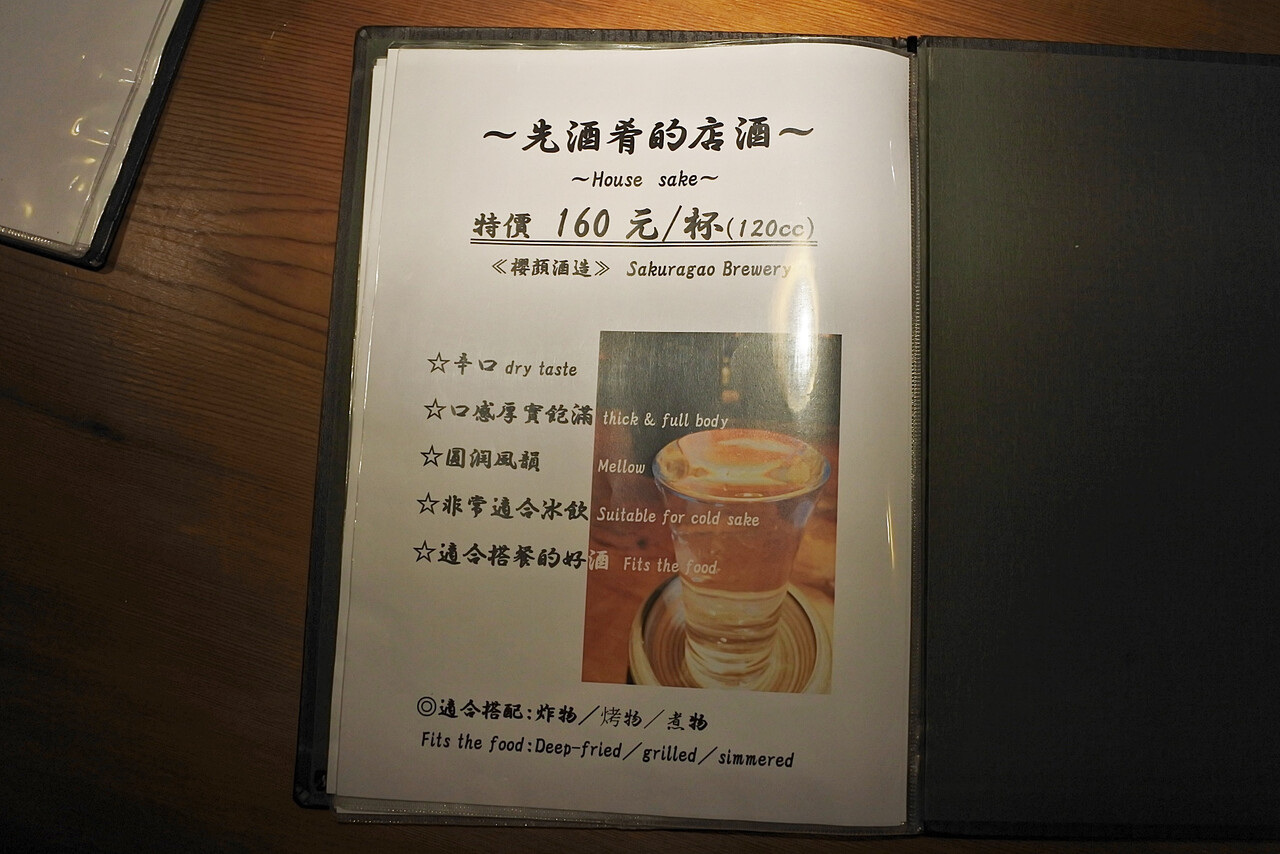 ～先酒肴的店酒～
～House sake～
特價 160 元/杯(120cc)
≪櫻顏酒造≫ Sakuragao Brewery
☆辛口 dry taste
☆口感厚實飽滿 thick & full body
☆圓潤風韻 Mellow
☆非常適合冰飲 Suitable for cold sake
☆適合搭餐的好酒 Fits the food
◎適合搭配:炸物／烤物／煮物
Fits the food:Deep-fried／grilled／simmered